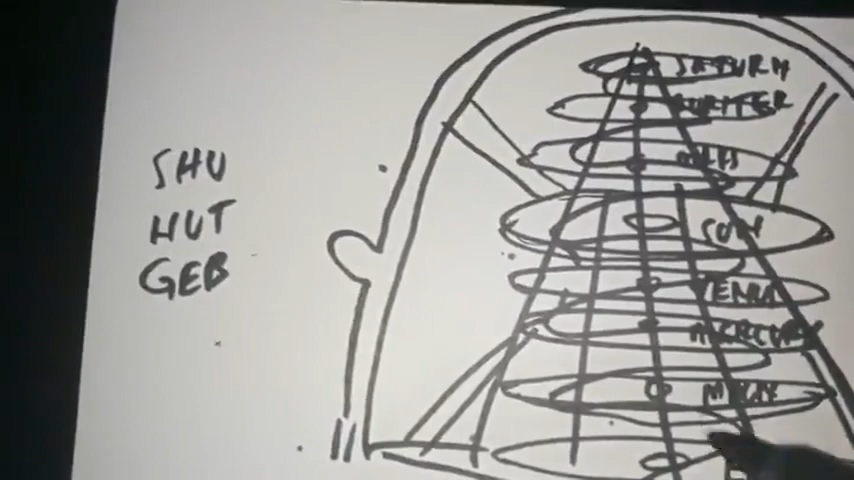 SHU
NUT
GEB
SATURN
JUPITER
MARS
SUN
VENUS
MERCURY
MOON